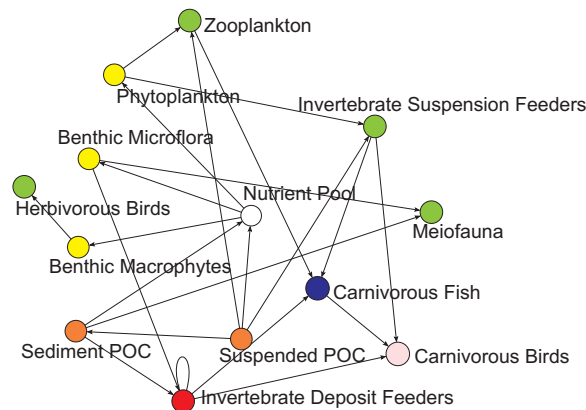 Zooplankton
Phytoplankton
Invertebrate Suspension Feeders
Benthic Microflora
Herbivorous Birds
Nutrient Pool
Meiofauna
Benthic Macrophytes
Carnivorous Fish
Sediment POC
Suspended POC
Carnivorous Birds
Invertebrate Deposit Feeders